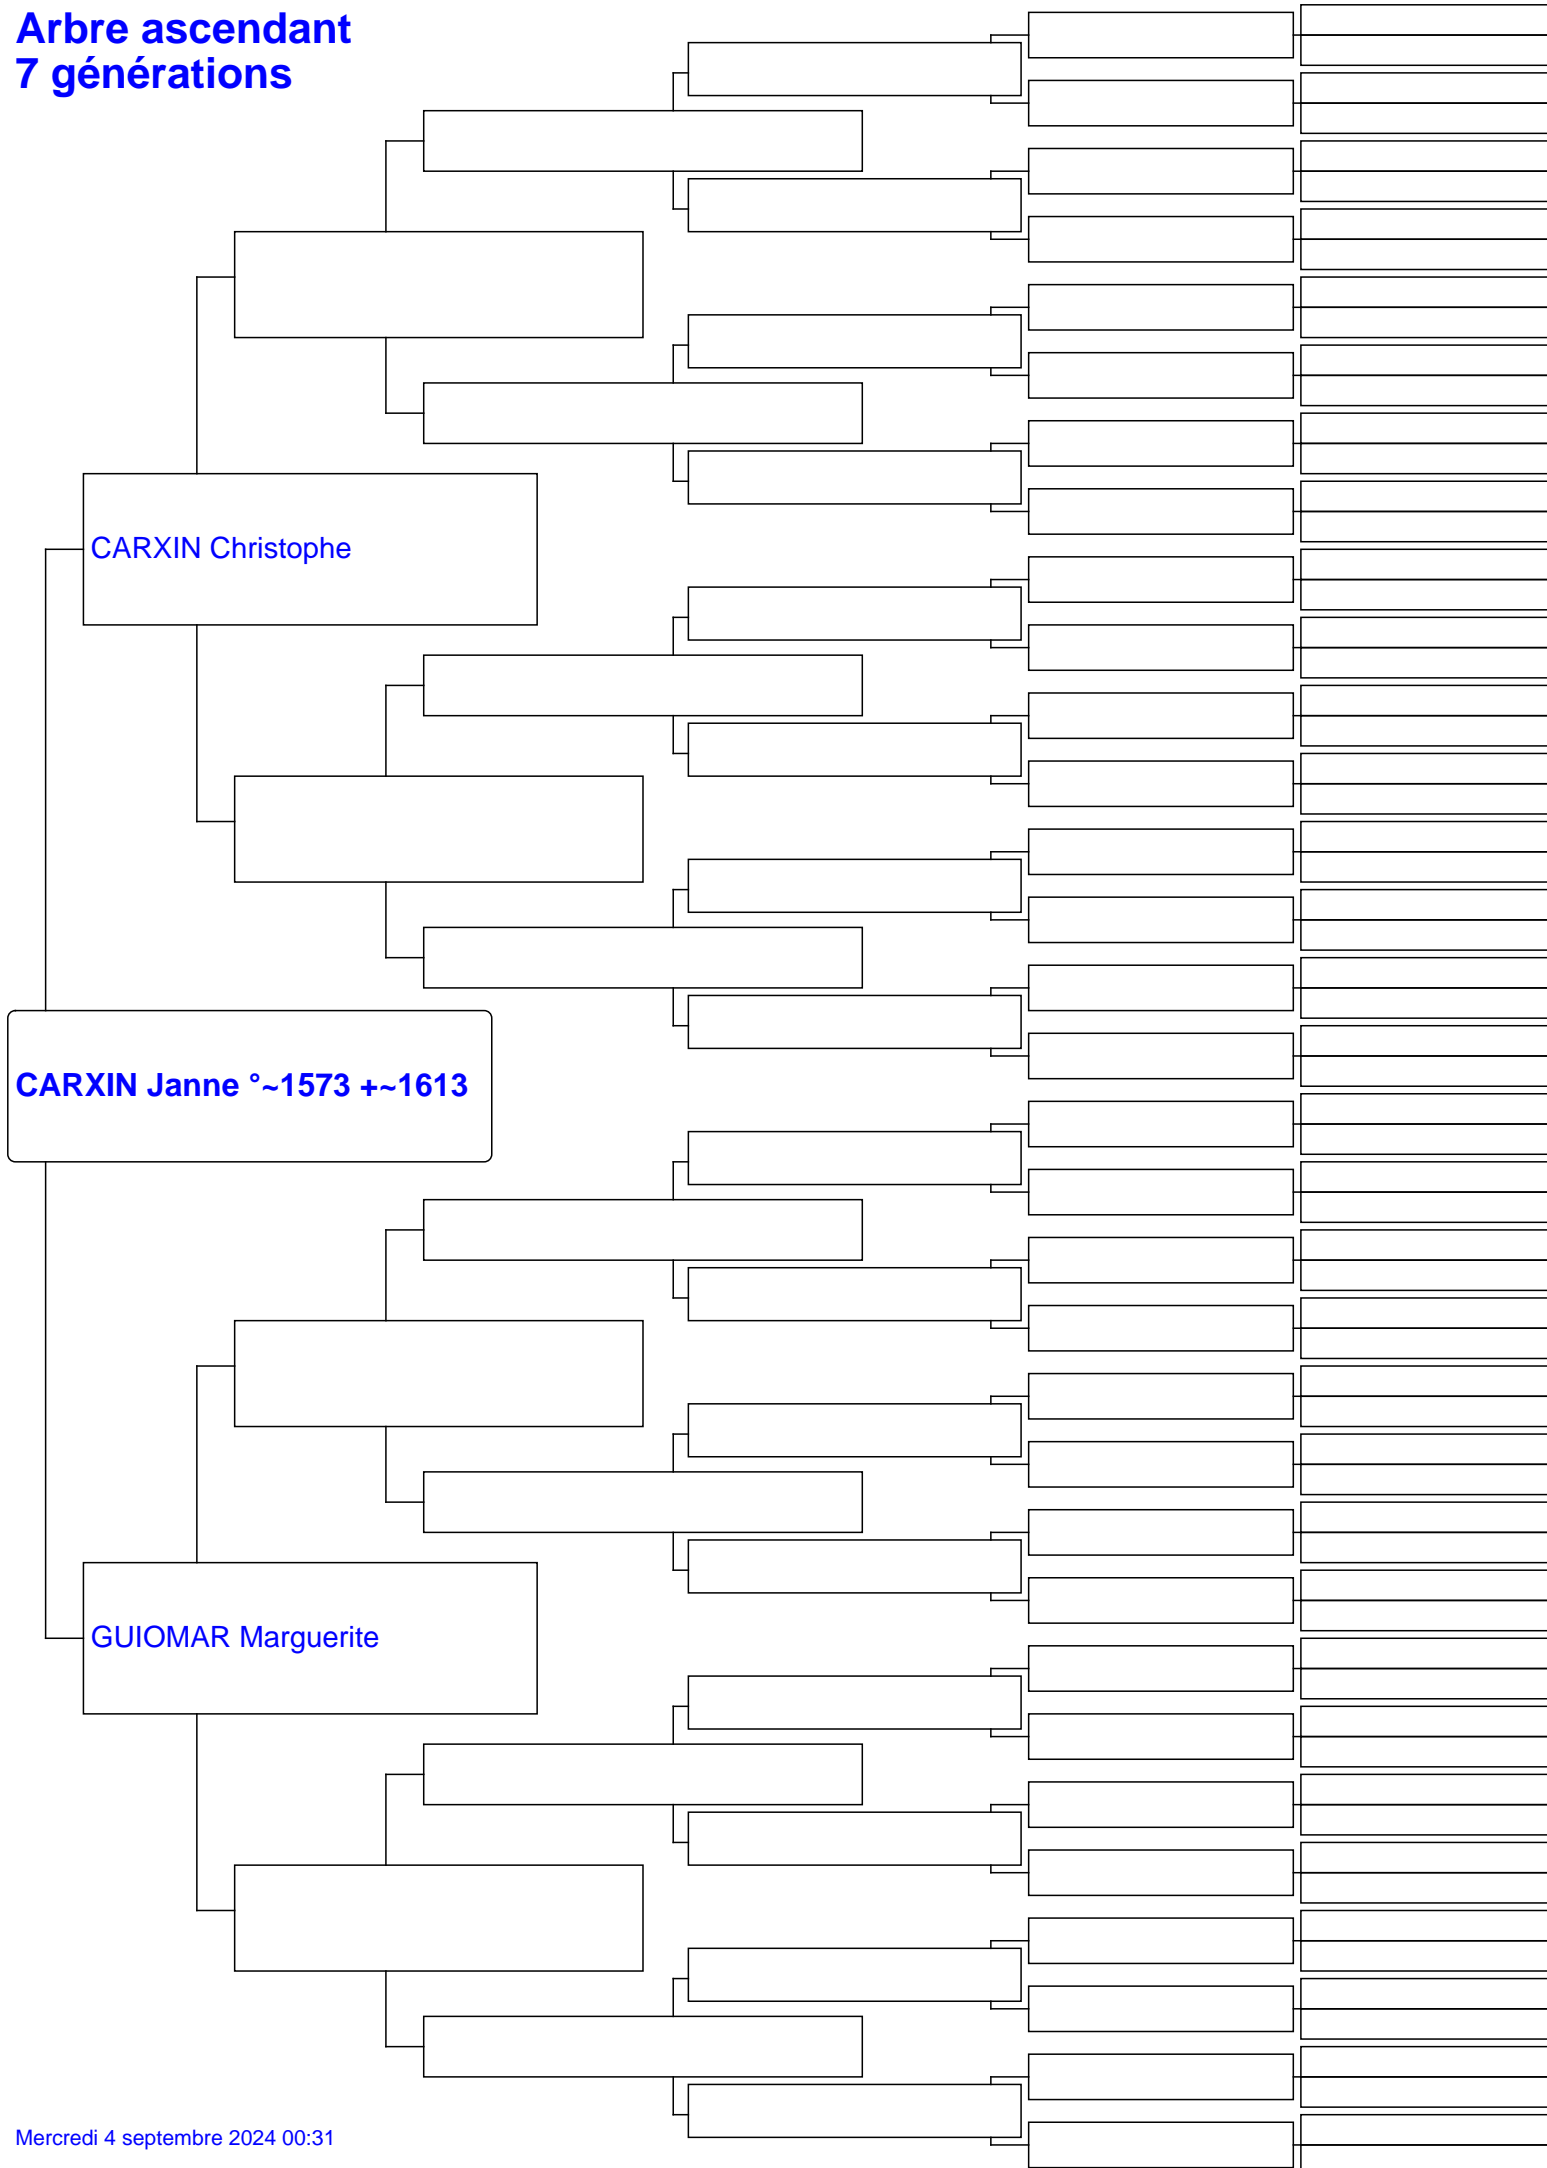 Arbre ascendant
7 générations
CARXIN Christophe
CARXIN Janne °~1573 +~1613
GUIOMAR Marguerite
Mercredi 4 septembre 2024 00:31